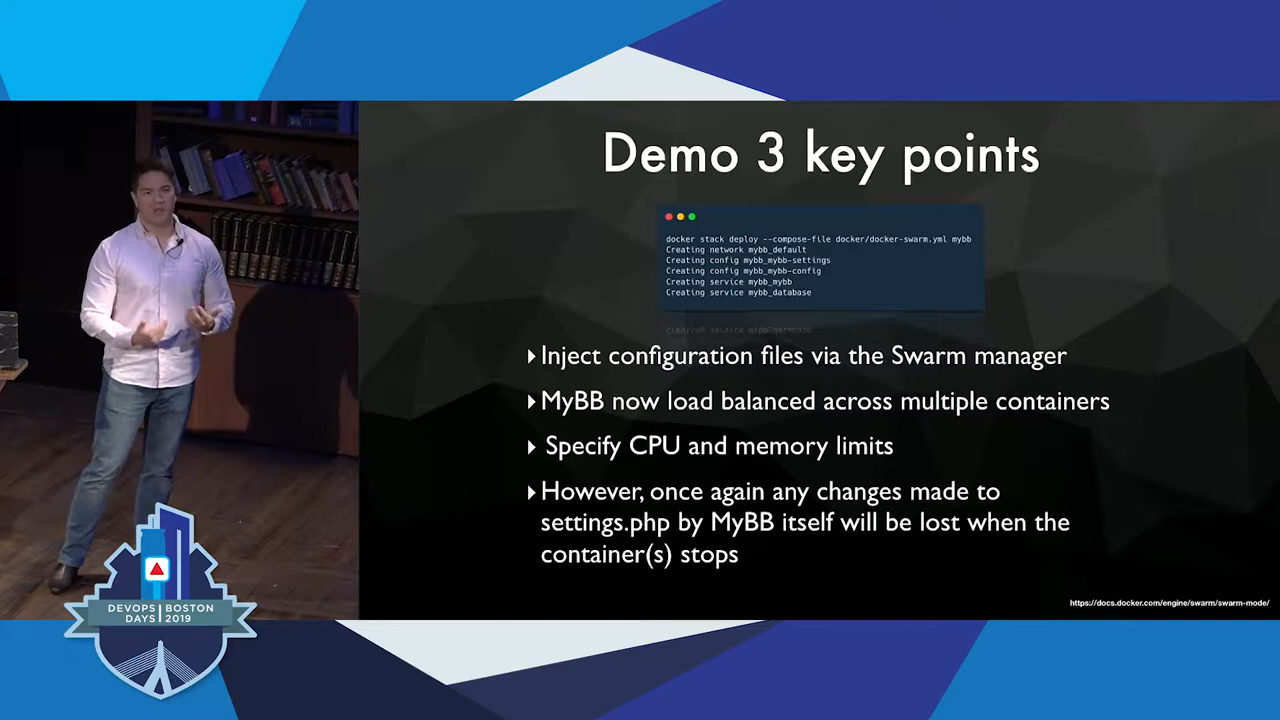 Demo 3 key points
docker stack deploy --compose-file docker/docker-swarm.yml mybb
Creating network mybb_default
Creating config mybb_mybb-settings
Creating config mybb_mybb-config
Creating service mybb_mybb
Creating service mybb_database
Inject configuration files via the Swarm manager
MyBB now load balanced across multiple containers
Specify CPU and memory limits
However, once again any changes made to
settings.php by MyBB itself will be lost when the
container(s) stops
https://docs.docker.com/engine/swarm/swarm-mode/
DEVOPS BOSTON
DAYS 2019